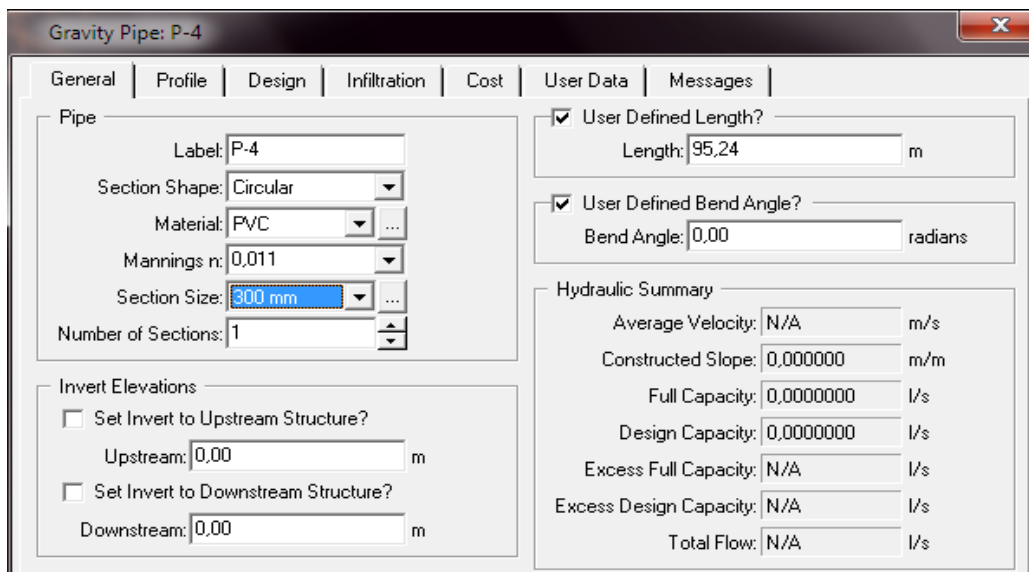 Gravity Pipe: P-4
General Profile Design Infiltration Cost User Data Messages
Pipe
Label: P-4
Section Shape: Circular
Material: PVC ...
Mannings n: 0,011
Section Size: 300 mm ...
Number of Sections: 1
Invert Elevations
Set Invert to Upstream Structure?
Upstream: 0,00 m
Set Invert to Downstream Structure?
Downstream: 0,00 m
User Defined Length?
Length: 95,24 m
User Defined Bend Angle?
Bend Angle: 0,00 radians
Hydraulic Summary
Average Velocity: N/A m/s
Constructed Slope: 0,000000 m/m
Full Capacity: 0,0000000 l/s
Design Capacity: 0,0000000 l/s
Excess Full Capacity: N/A l/s
Excess Design Capacity: N/A l/s
Total Flow: N/A l/s